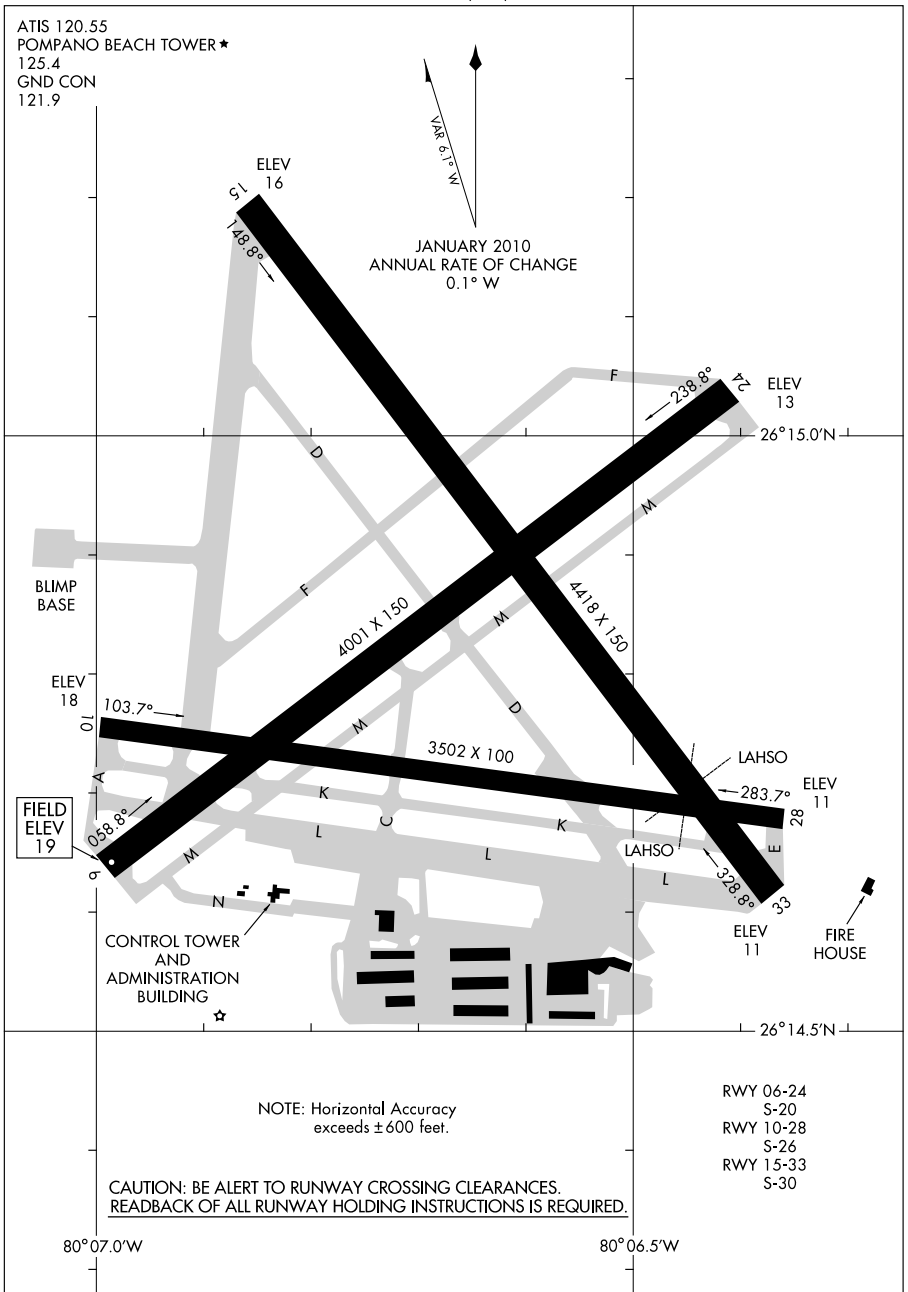 ATIS 120.55
POMPANO BEACH TOWER★
125.4
GND CON
121.9
VAR 6.1° W
JANUARY 2010
ANNUAL RATE OF CHANGE
0.1° W
ELEV
16
15
148.8°
F
238.8°
24
ELEV
13
26°15.0'N
D
M
BLIMP
BASE
F
4001 X 150
M
4418 X 150
ELEV
18
10
103.7°
M
D
3502 X 100
LAHSO
ELEV
11
283.7°
28
A
K
C
K
E
FIELD
ELEV
19
058.8°
6
M
L
L
LAHSO
L
328.8°
33
ELEV
11
N
FIRE
HOUSE
CONTROL TOWER
AND
ADMINISTRATION
BUILDING
26°14.5'N
NOTE: Horizontal Accuracy
exceeds ±600 feet.
RWY 06-24
S-20
RWY 10-28
S-26
RWY 15-33
S-30
CAUTION: BE ALERT TO RUNWAY CROSSING CLEARANCES.
READBACK OF ALL RUNWAY HOLDING INSTRUCTIONS IS REQUIRED.
80°07.0'W
80°06.5'W